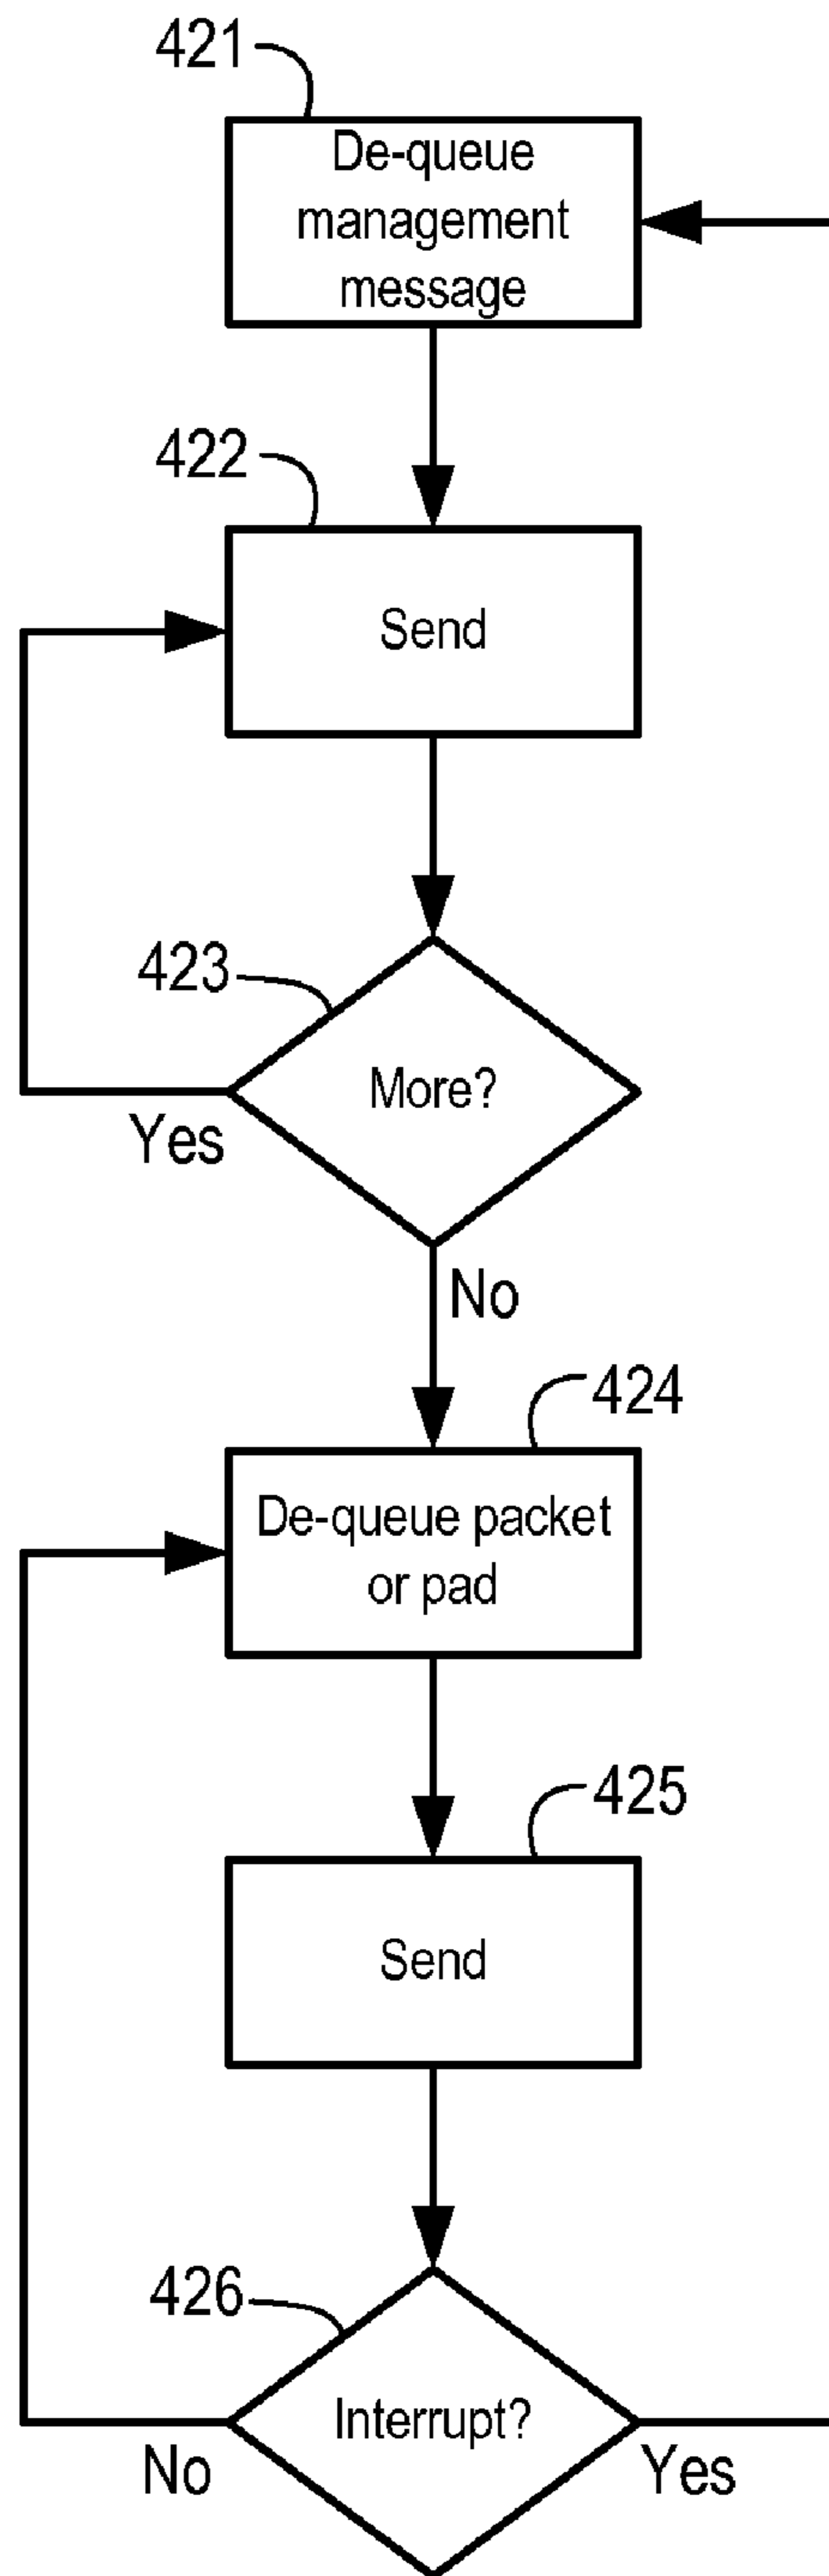 421
De-queue
management
message
422
Send
423
More?
Yes
No
424
De-queue packet
or pad
425
Send
426
Interrupt?
No
Yes